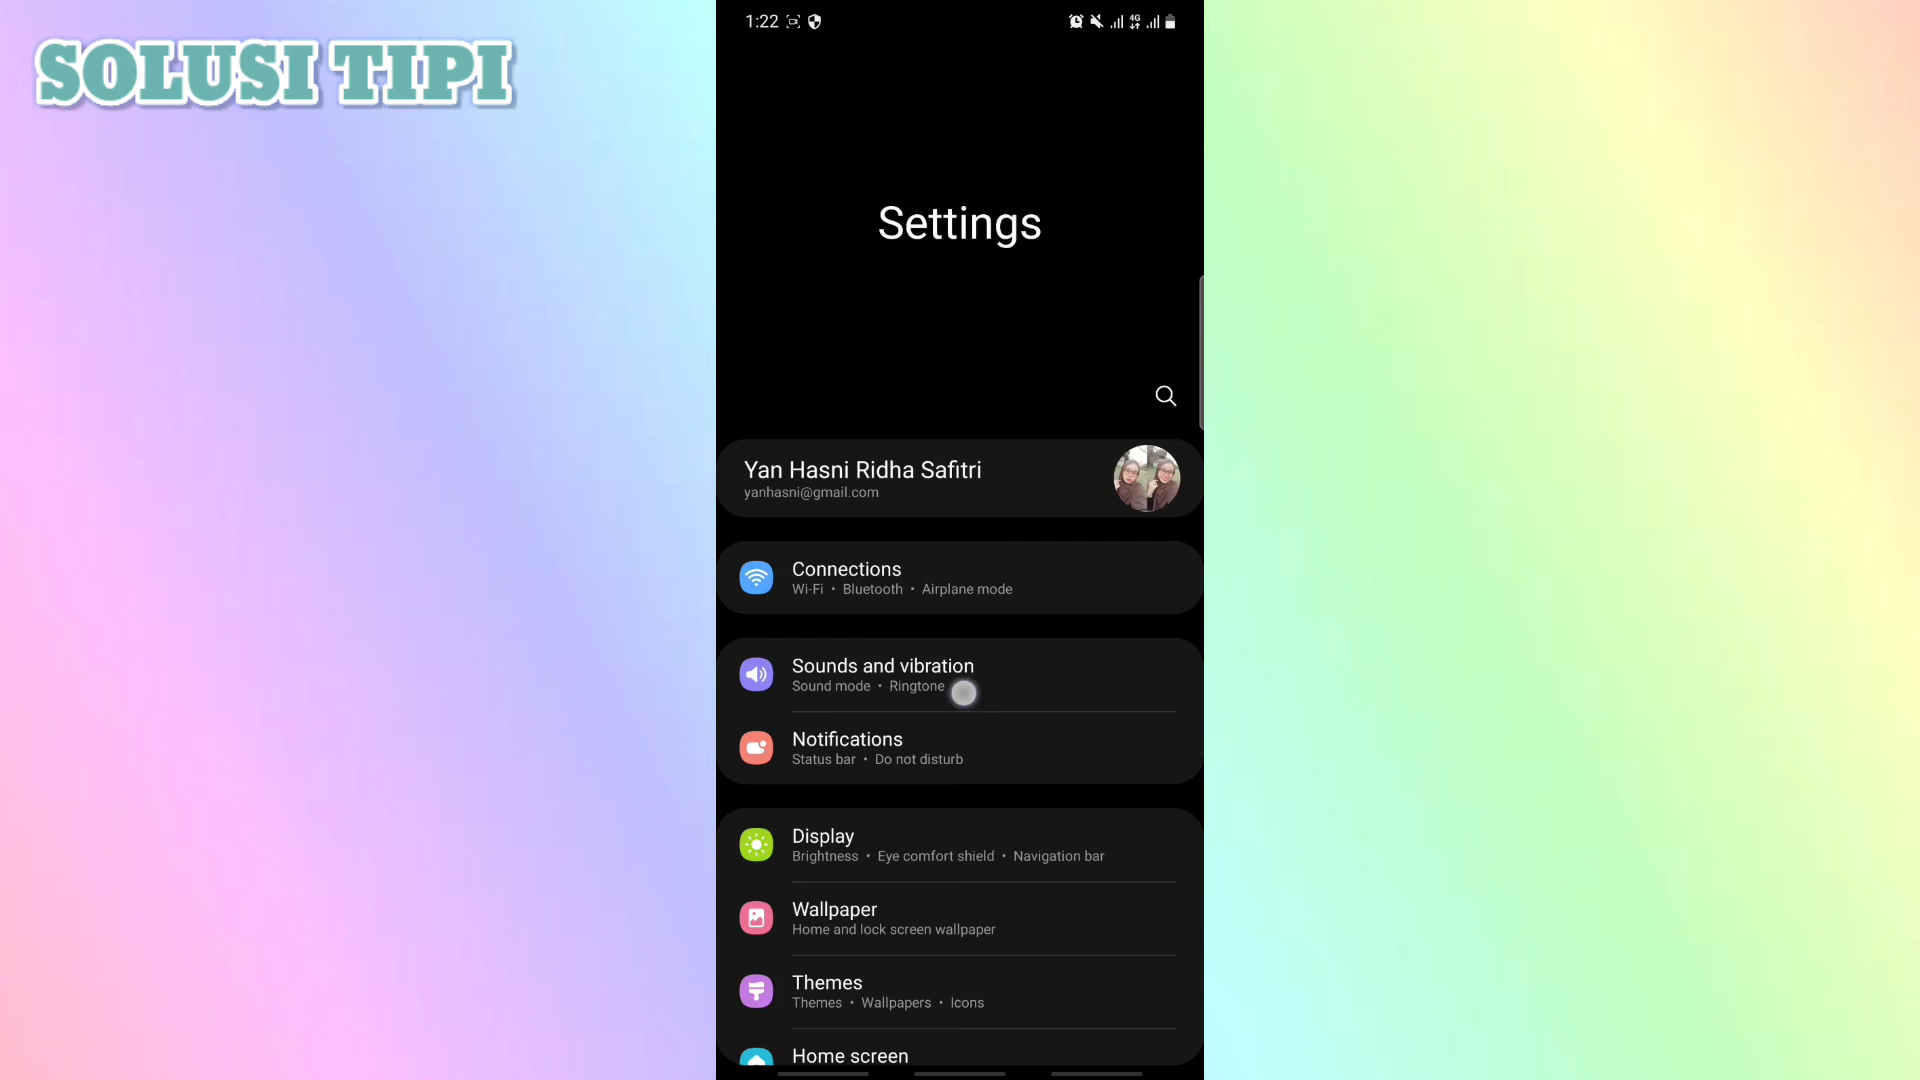 SOLUSI TIPI
1:22
4G
Settings
Yan Hasni Ridha Safitri
yanhasni@gmail.com
Connections
Wi-Fi • Bluetooth • Airplane mode
Sounds and vibration
Sound mode • Ringtone
Notifications
Status bar • Do not disturb
Display
Brightness • Eye comfort shield • Navigation bar
Wallpaper
Home and lock screen wallpaper
Themes
Themes • Wallpapers • Icons
Home screen